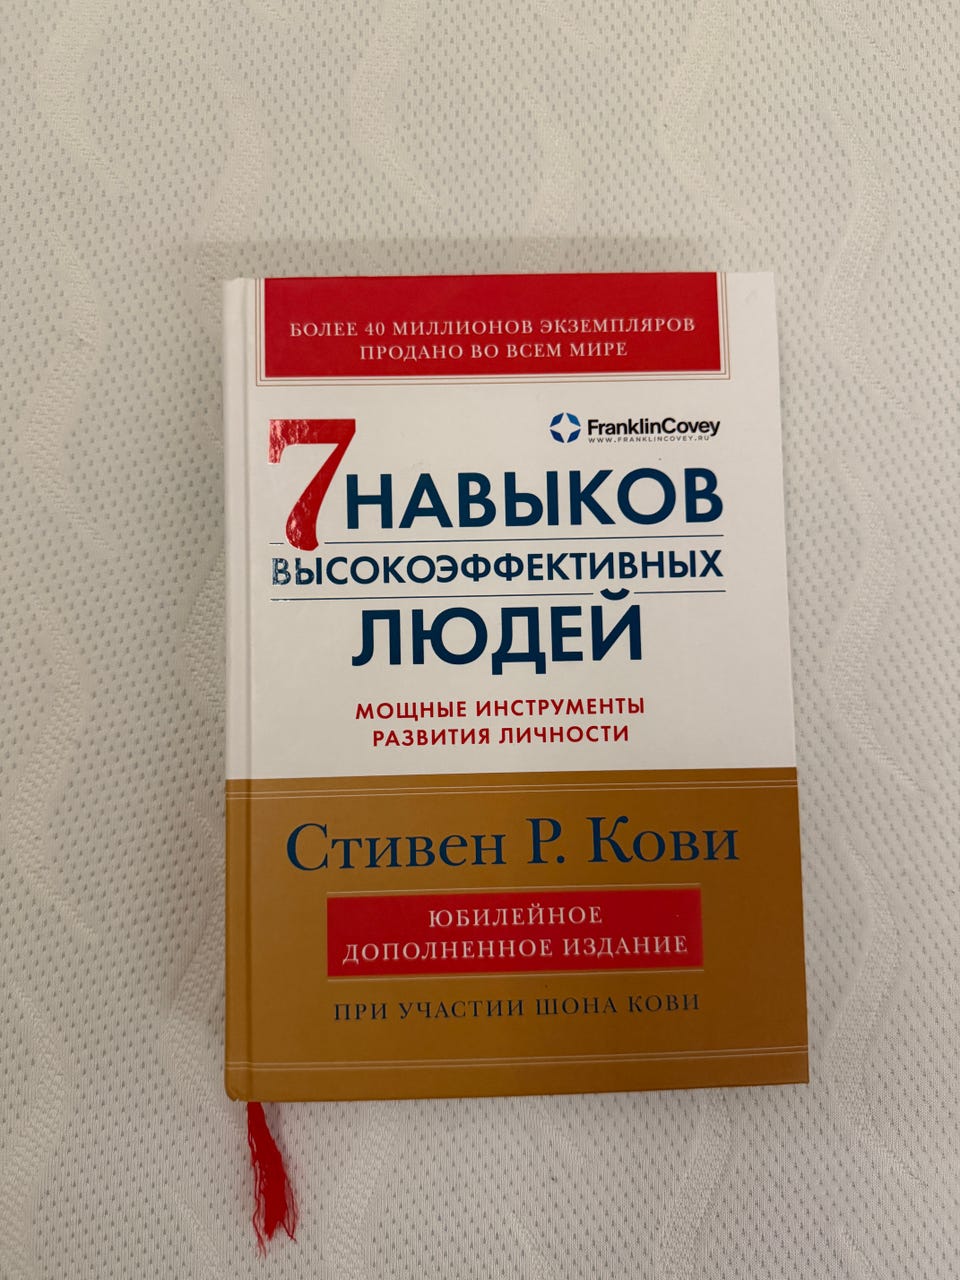 БОЛЕЕ 40 МИЛЛИОНОВ ЭКЗЕМПЛЯРОВ
ПРОДАНО ВО ВСЕМ МИРЕ
FranklinCovey
WWW.FRANKLINCOVEY.RU
7 НАВЫКОВ
ВЫСОКОЭФФЕКТИВНЫХ
ЛЮДЕЙ
МОЩНЫЕ ИНСТРУМЕНТЫ
РАЗВИТИЯ ЛИЧНОСТИ
Стивен Р. Кови
ЮБИЛЕЙНОЕ
ДОПОЛНЕННОЕ ИЗДАНИЕ
ПРИ УЧАСТИИ ШОНА КОВИ